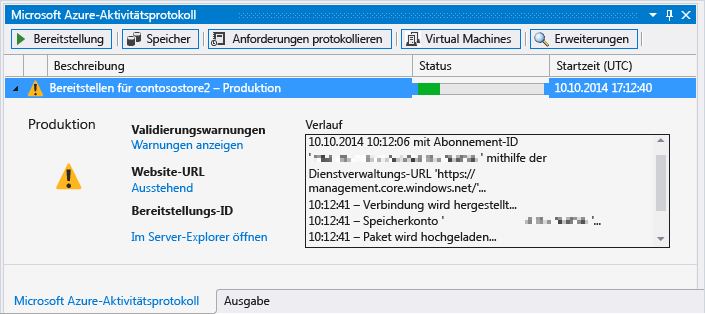 Microsoft Azure-Aktivitätsprotokoll
Bereitstellung
Speicher
Anforderungen protokollieren
Virtual Machines
Erweiterungen
Beschreibung
Status
Startzeit (UTC)
Bereitstellen für contosostore2 – Produktion
10.10.2014 17:12:40
Produktion
Validierungswarnungen
Warnungen anzeigen
Website-URL
Ausstehend
Bereitstellungs-ID
Im Server-Explorer öffnen
Verlauf
10.10.2014 10:12:06 mit Abonnement-ID
' ' mithilfe der
Dienstverwaltungs-URL 'https://
management.core.windows.net/'...
10:12:41 – Verbindung wird hergestellt...
10:12:41 – Speicherkonto ' '...
10:12:41 – Paket wird hochgeladen...
Microsoft Azure-Aktivitätsprotokoll
Ausgabe